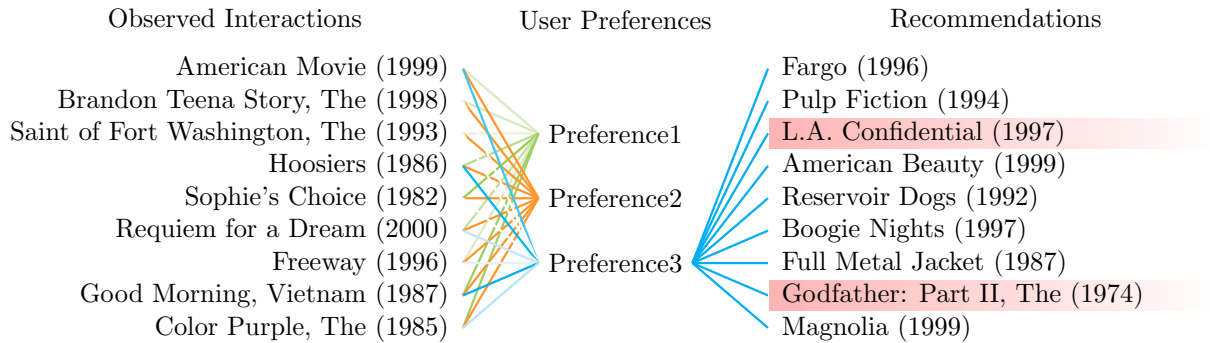 Observed Interactions
User Preferences
Recommendations
American Movie (1999)
Brandon Teena Story, The (1998)
Saint of Fort Washington, The (1993)
Hoosiers (1986)
Sophie's Choice (1982)
Requiem for a Dream (2000)
Freeway (1996)
Good Morning, Vietnam (1987)
Color Purple, The (1985)
Preference1
Preference2
Preference3
Fargo (1996)
Pulp Fiction (1994)
L.A. Confidential (1997)
American Beauty (1999)
Reservoir Dogs (1992)
Boogie Nights (1997)
Full Metal Jacket (1987)
Godfather: Part II, The (1974)
Magnolia (1999)